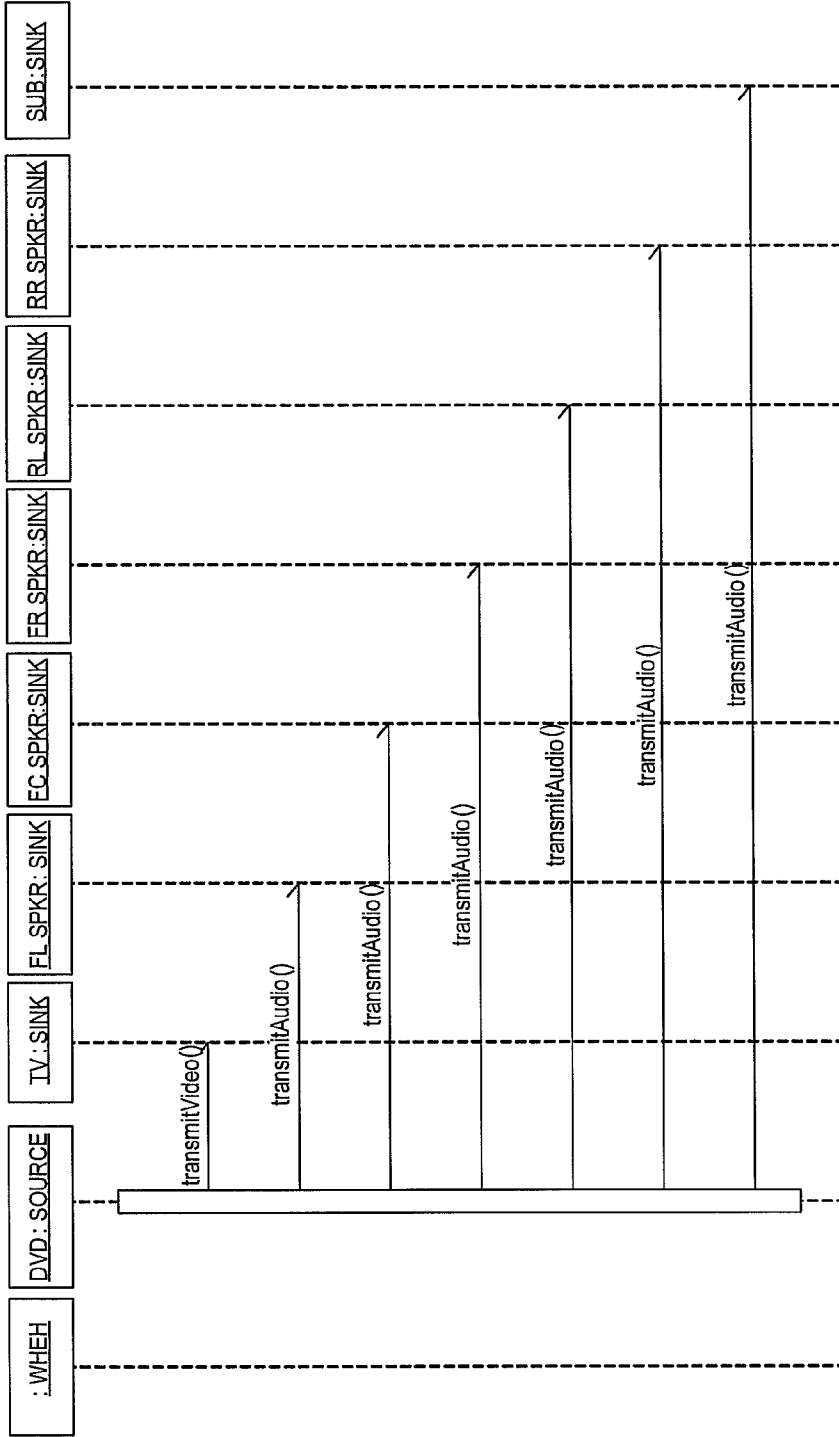 : WHEH
DVD : SOURCE
TV : SINK
FL SPKR : SINK
FC SPKR:SINK
FR SPKR:SINK
RL SPKR:SINK
RR SPKR:SINK
SUB:SINK
transmitVideo()
transmitAudio()
transmitAudio()
transmitAudio()
transmitAudio()
transmitAudio()
transmitAudio()